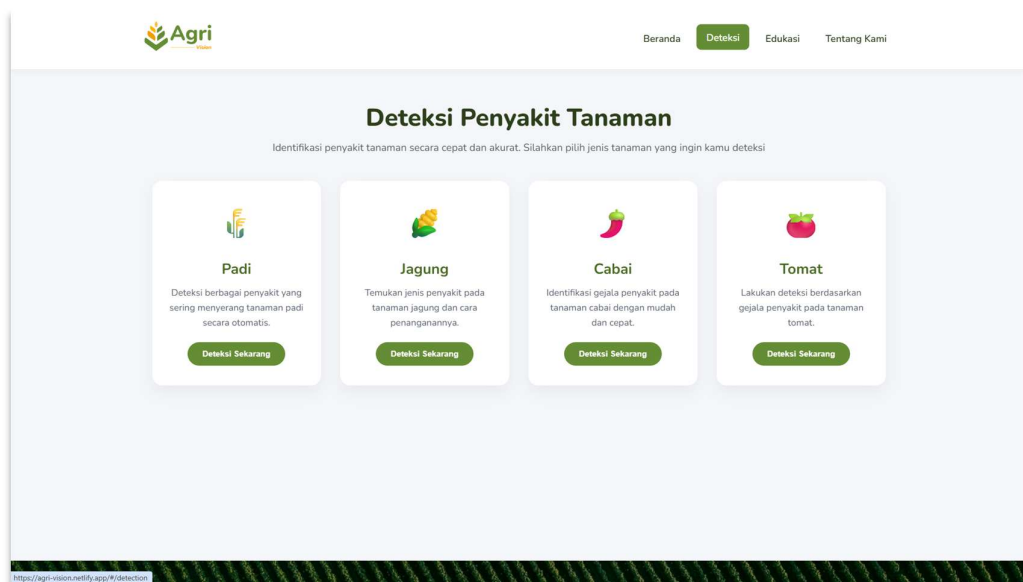 Agri
Vision
Beranda
Deteksi
Edukasi
Tentang Kami
Deteksi Penyakit Tanaman
Identifikasi penyakit tanaman secara cepat dan akurat. Silahkan pilih jenis tanaman yang ingin kamu deteksi
Padi
Deteksi berbagai penyakit yang
sering menyerang tanaman padi
secara otomatis.
Deteksi Sekarang
Jagung
Temukan jenis penyakit pada
tanaman jagung dan cara
penanganannya.
Deteksi Sekarang
Cabai
Identifikasi gejala penyakit pada
tanaman cabai dengan mudah
dan cepat.
Deteksi Sekarang
Tomat
Lakukan deteksi berdasarkan
gejala penyakit pada tanaman
tomat.
Deteksi Sekarang
https://agri-vision.netlify.app/#/detection